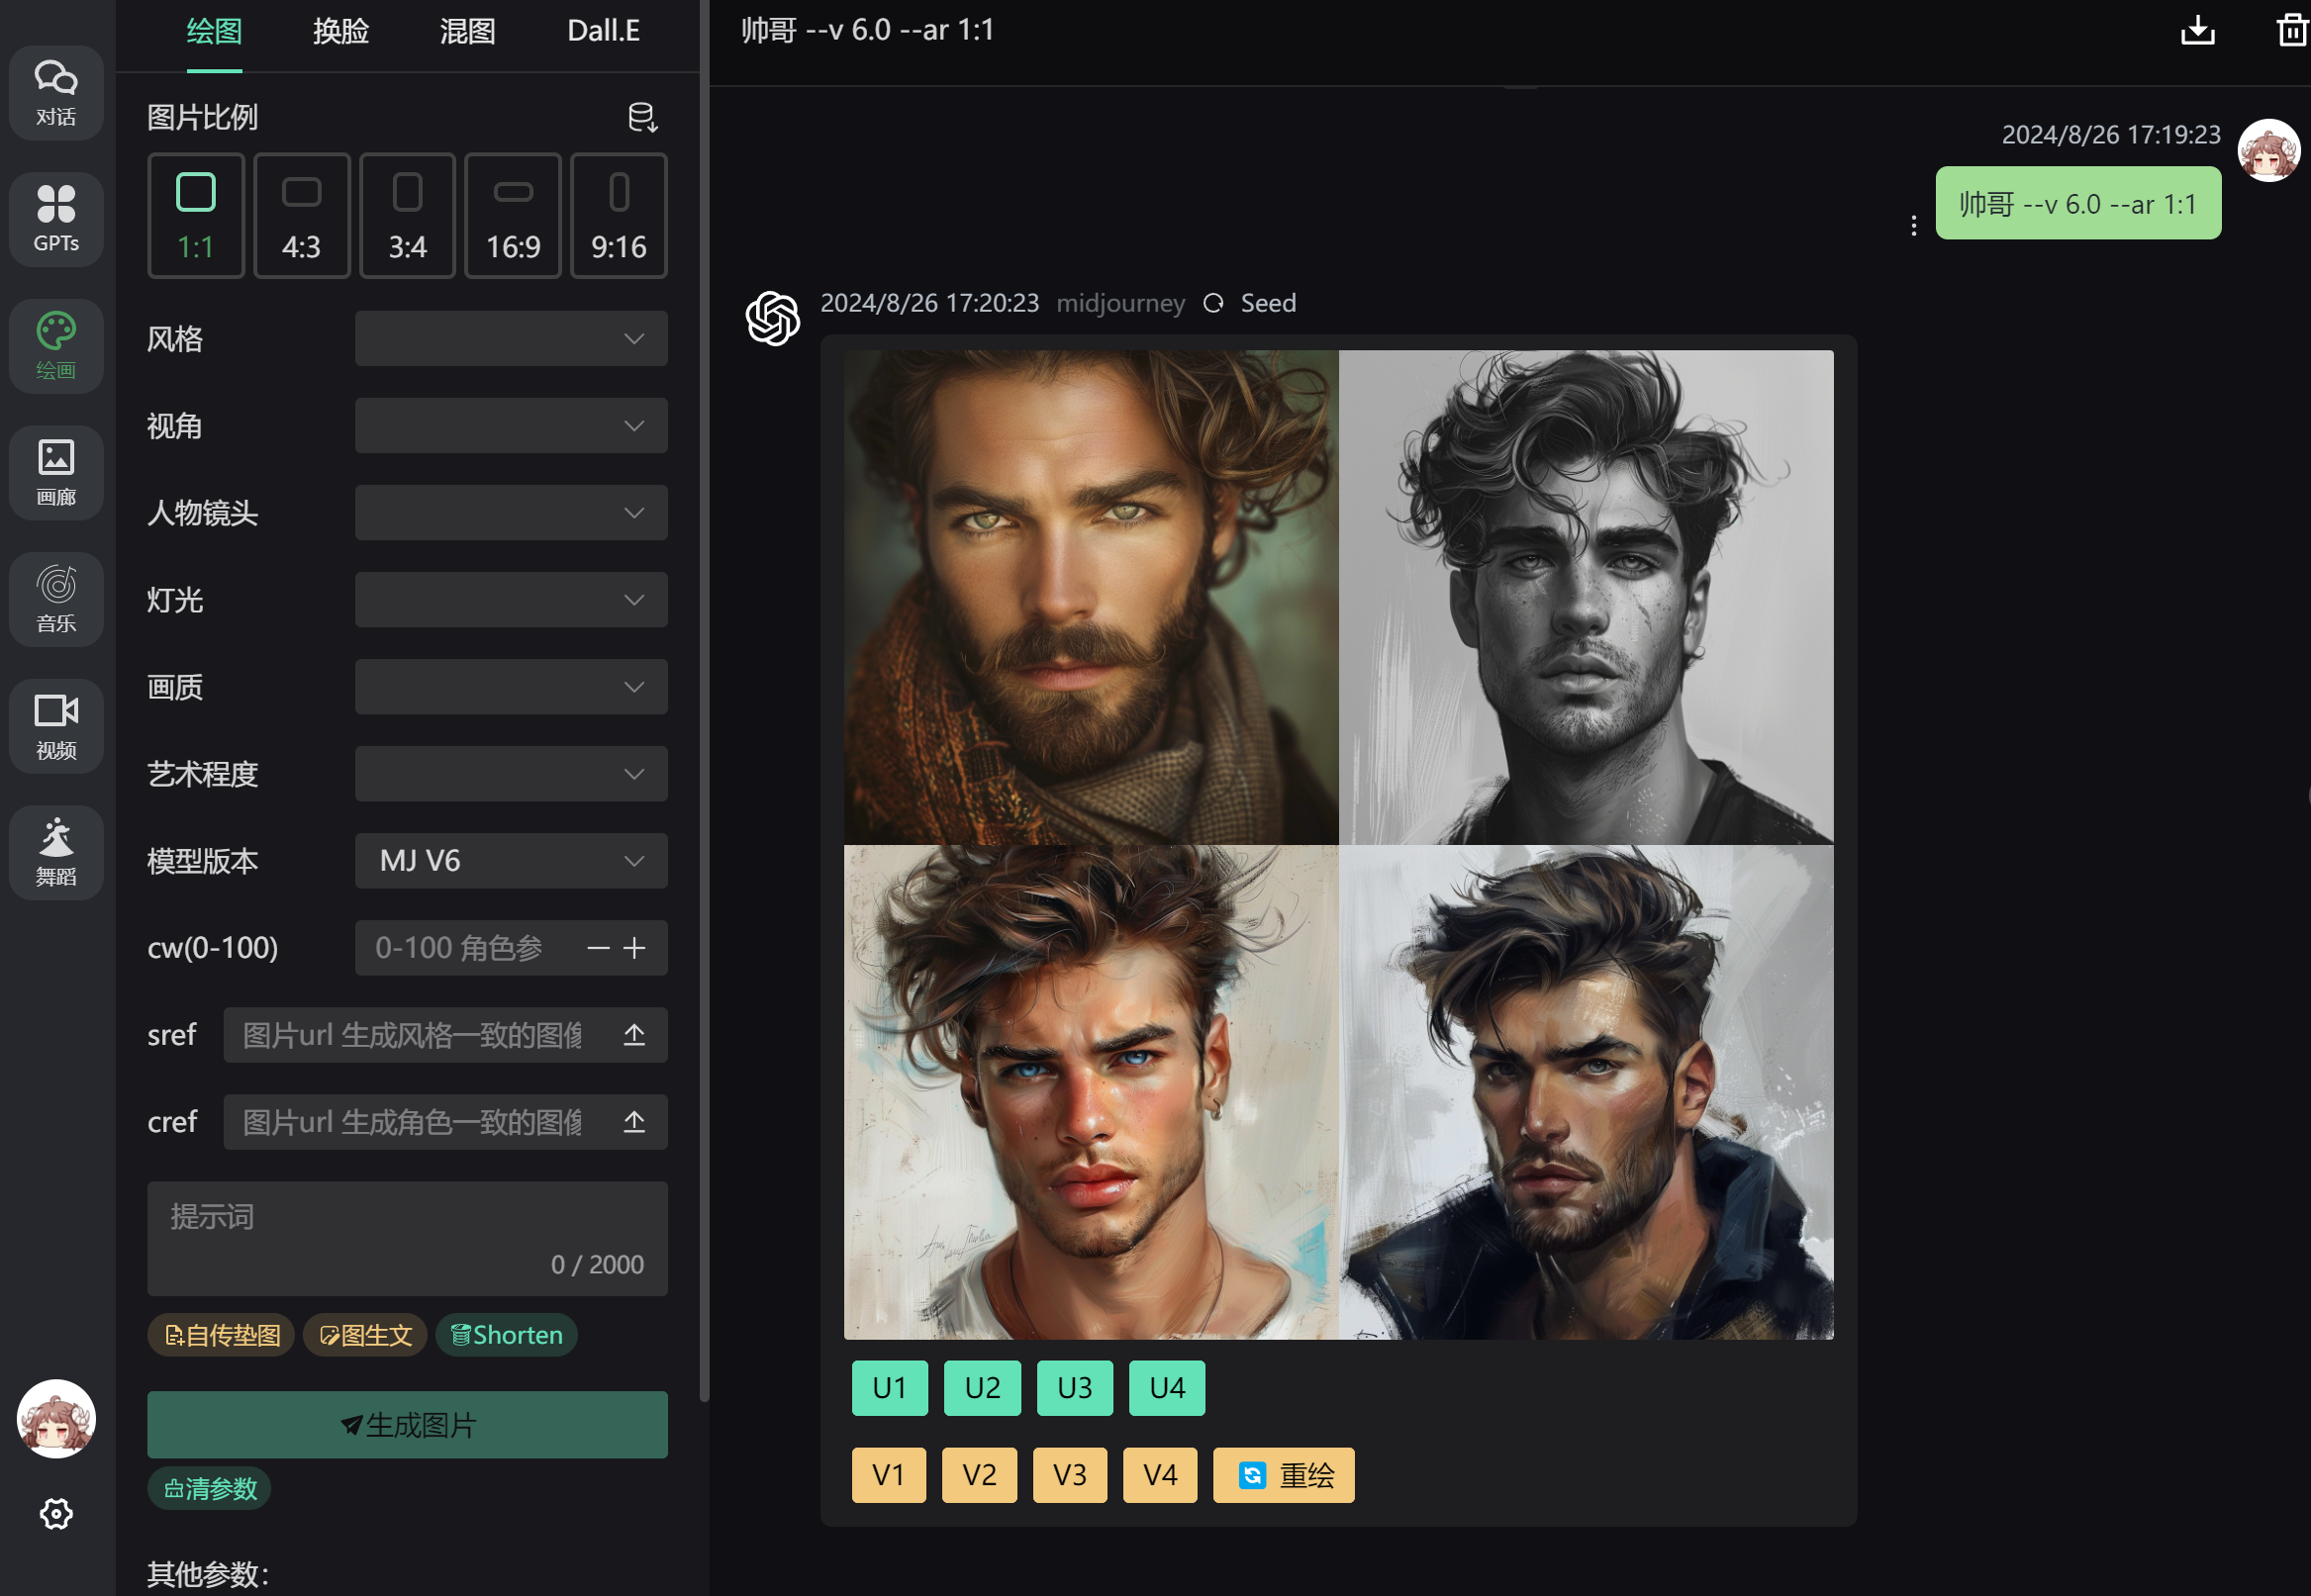 对话
GPTs
绘画
画廊
音乐
视频
舞蹈
绘图 换脸 混图 Dall.E
图片比例
1:1 4:3 3:4 16:9 9:16
风格
视角
人物镜头
灯光
画质
艺术程度
模型版本 MJ V6
cw(0-100) 0-100 角色参
sref 图片url 生成风格一致的图像
cref 图片url 生成角色一致的图像
提示词
0 / 2000
自传垫图 图生文 Shorten
生成图片
清参数
其他参数：
帅哥 --v 6.0 --ar 1:1
2024/8/26 17:19:23
帅哥 --v 6.0 --ar 1:1
2024/8/26 17:20:23 midjourney Seed
U1 U2 U3 U4
V1 V2 V3 V4 重绘